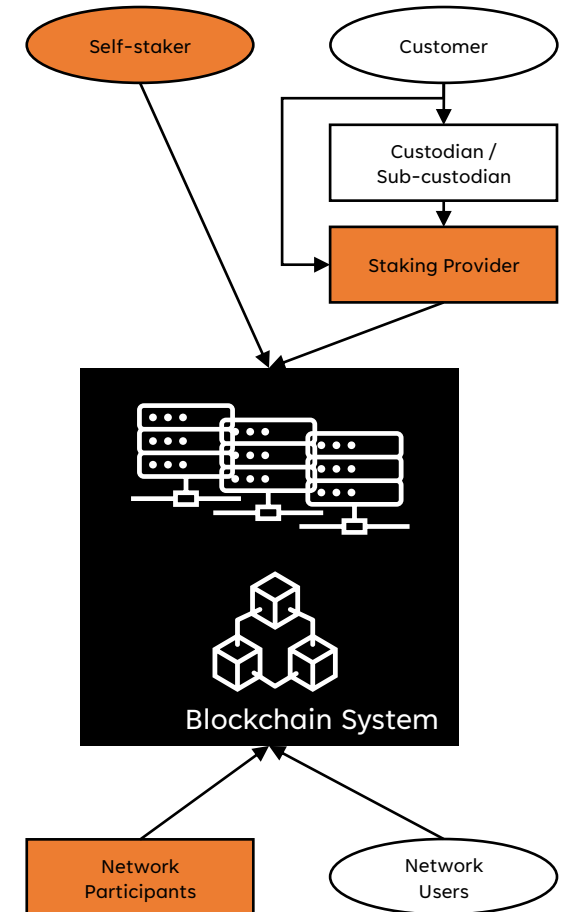 Self-staker
Customer
Custodian /
Sub-custodian
Staking Provider
Blockchain System
Network
Participants
Network
Users